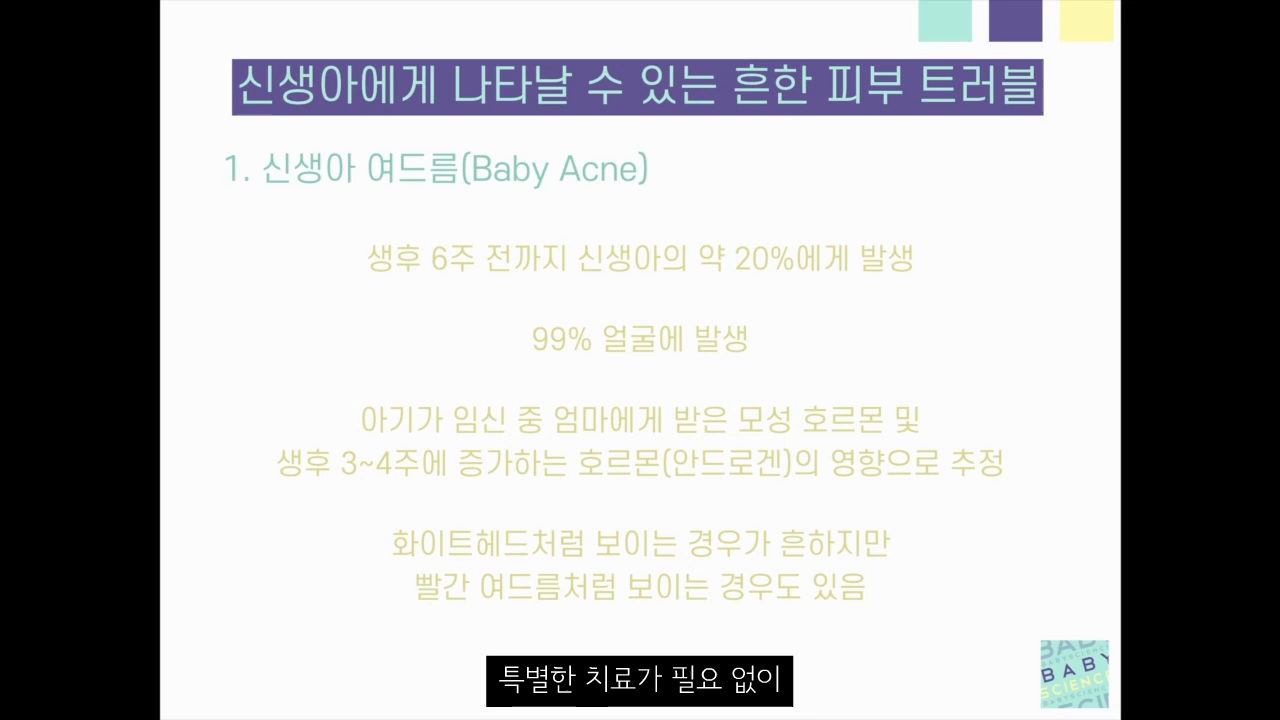 신생아에게 나타날 수 있는 흔한 피부 트러블
1. 신생아 여드름(Baby Acne)
생후 6주 전까지 신생아의 약 20%에게 발생
99% 얼굴에 발생
아기가 임신 중 엄마에게 받은 모성 호르몬 및
생후 3~4주에 증가하는 호르몬(안드로겐)의 영향으로 추정
화이트헤드처럼 보이는 경우가 흔하지만
빨간 여드름처럼 보이는 경우도 있음
특별한 치료가 필요 없이
BABY
SCIENCE